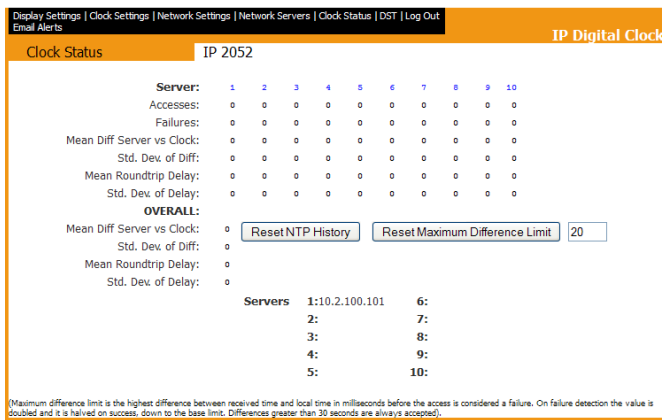 Display Settings | Clock Settings | Network Settings | Network Servers | Clock Status | DST | Log Out
Email Alerts
IP Digital Clock
Clock Status IP 2052
Server: 1 2 3 4 5 6 7 8 9 10
Accesses: 0 0 0 0 0 0 0 0 0 0
Failures: 0 0 0 0 0 0 0 0 0 0
Mean Diff Server vs Clock: 0 0 0 0 0 0 0 0 0 0
Std. Dev. of Diff: 0 0 0 0 0 0 0 0 0 0
Mean Roundtrip Delay: 0 0 0 0 0 0 0 0 0 0
Std. Dev. of Delay: 0 0 0 0 0 0 0 0 0 0
OVERALL:
Mean Diff Server vs Clock: 0 Reset NTP History Reset Maximum Difference Limit 20
Std. Dev. of Diff: 0
Mean Roundtrip Delay: 0
Std. Dev. of Delay: 0
Servers 1:10.2.100.101 6:
2: 7:
3: 8:
4: 9:
5: 10:
(Maximum difference limit is the highest difference between received time and local time in milliseconds before the access is considered a failure. On failure detection the value is
doubled and it is halved on success, down to the base limit. Differences greater than 30 seconds are always accepted).